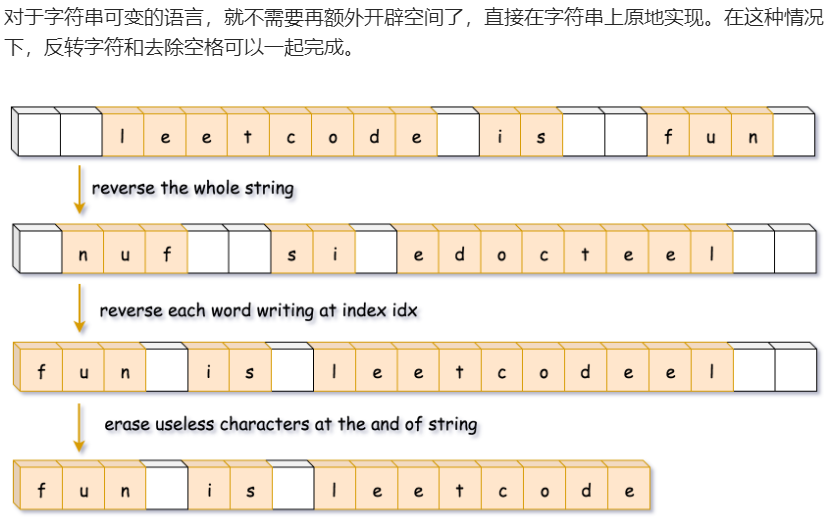 对于字符串可变的语言，就不需要再额外开辟空间了，直接在字符串上原地实现。在这种情况
下，反转字符和去除空格可以一起完成。
l e e t c o d e i s f u n
reverse the whole string
n u f s i e d o c t e e l
reverse each word writing at index idx
f u n i s l e e t c o d e e l
erase useless characters at the and of string
f u n i s l e e t c o d e